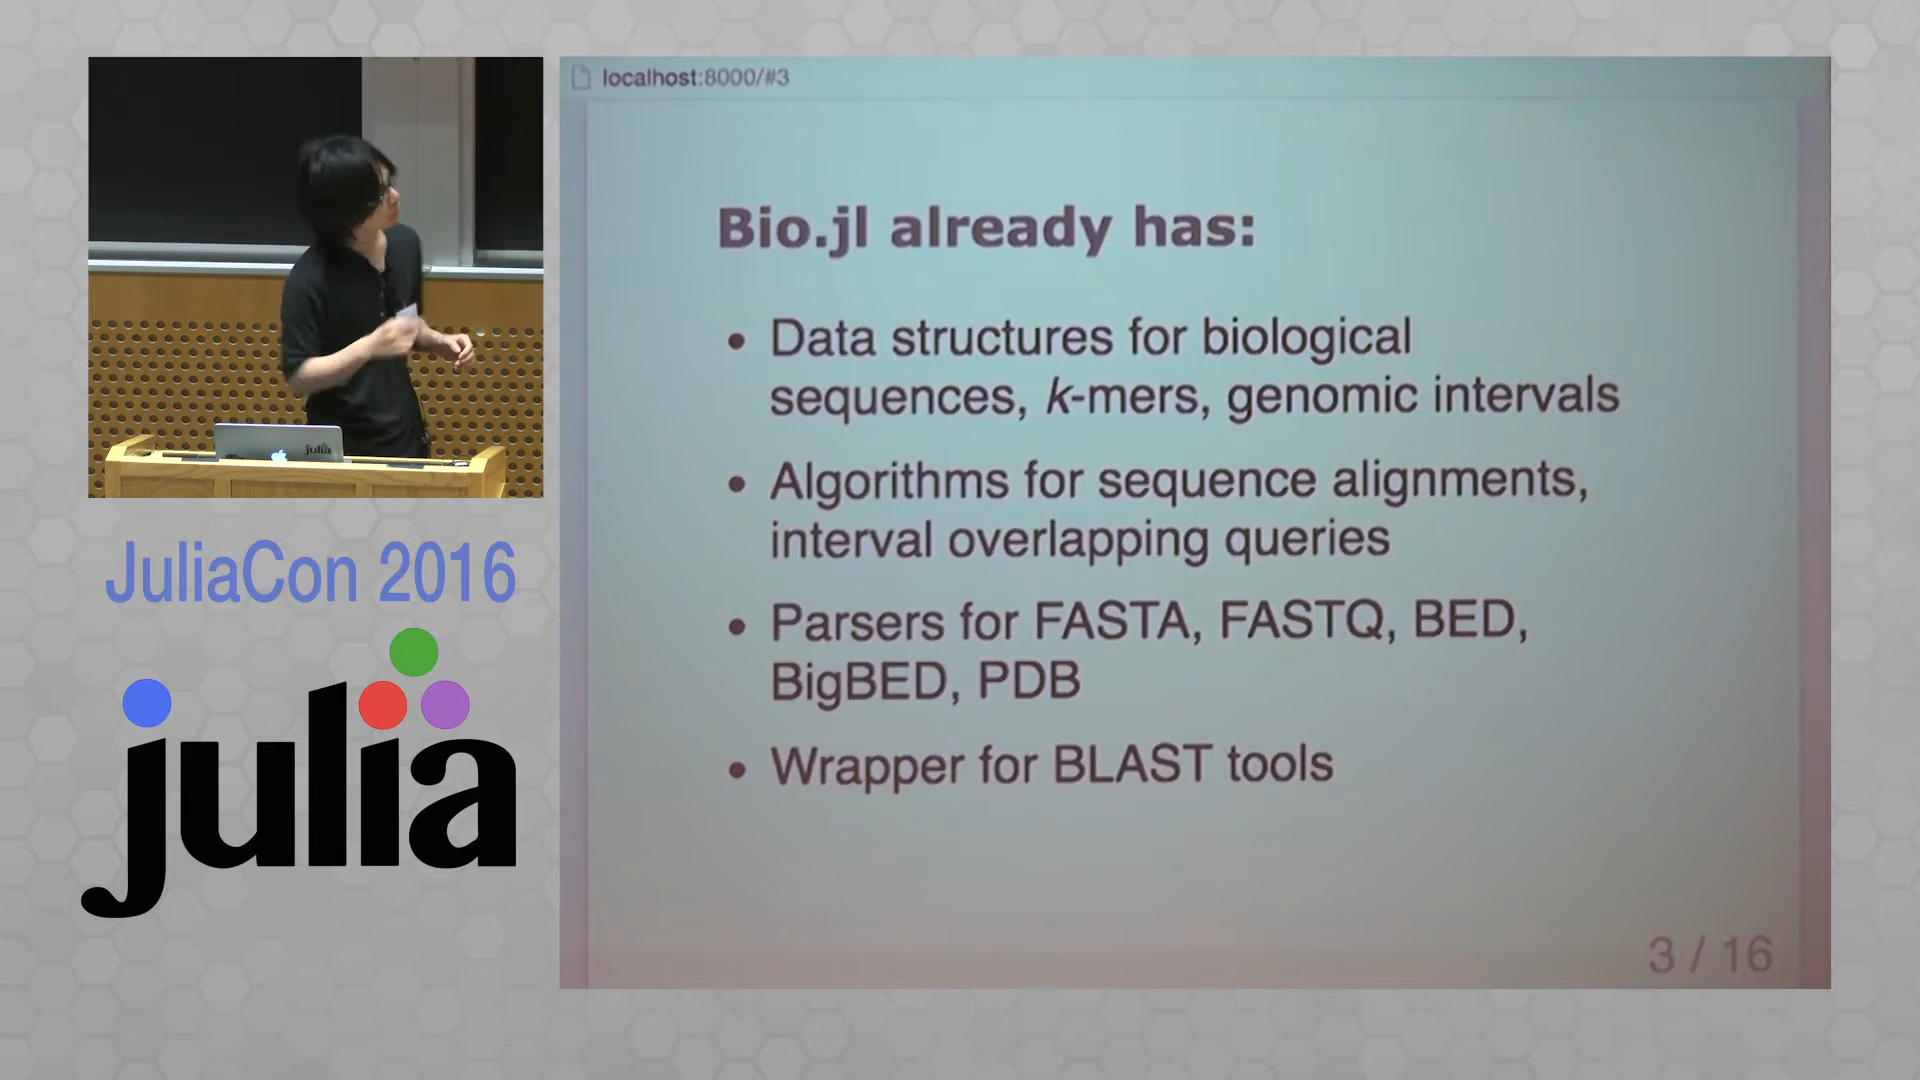 localhost:8000/#3
Bio.jl already has:
• Data structures for biological
sequences, k-mers, genomic intervals
• Algorithms for sequence alignments,
interval overlapping queries
• Parsers for FASTA, FASTQ, BED,
BigBED, PDB
• Wrapper for BLAST tools
3 / 16
julia
JuliaCon 2016
julia